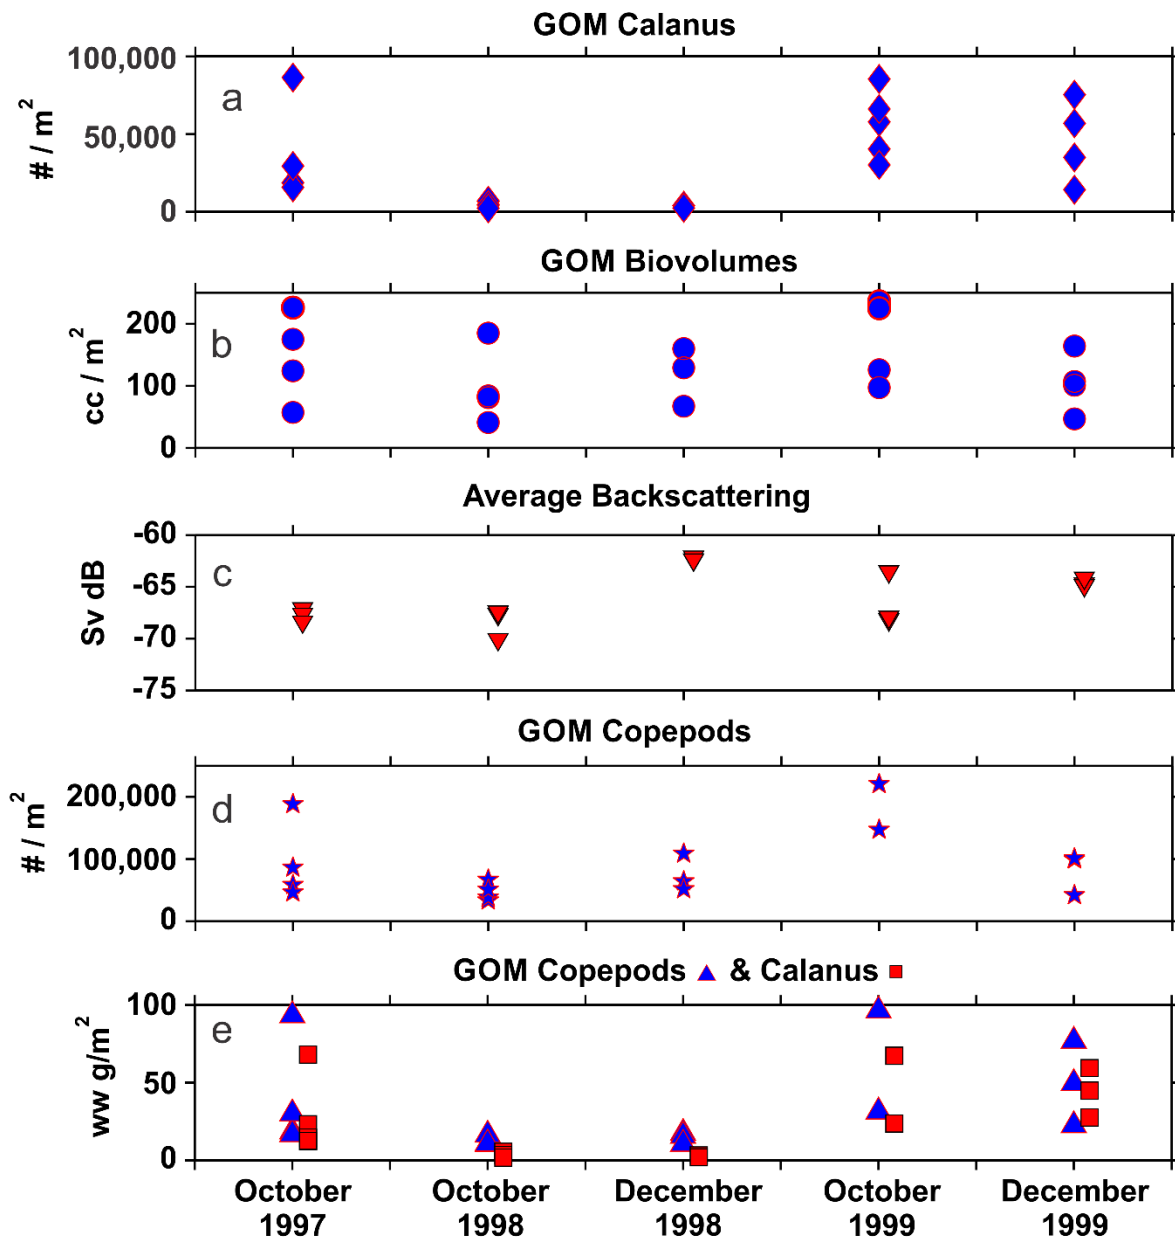 GOM Calanus
100,000
50,000
0
# / m²
a
GOM Biovolumes
200
100
0
cc / m²
b
Average Backscattering
-60
-65
-70
-75
Sv dB
c
GOM Copepods
200,000
100,000
0
# / m²
d
GOM Copepods & Calanus
100
50
0
ww g/m²
e
October October December October December
1997 1998 1998 1999 1999